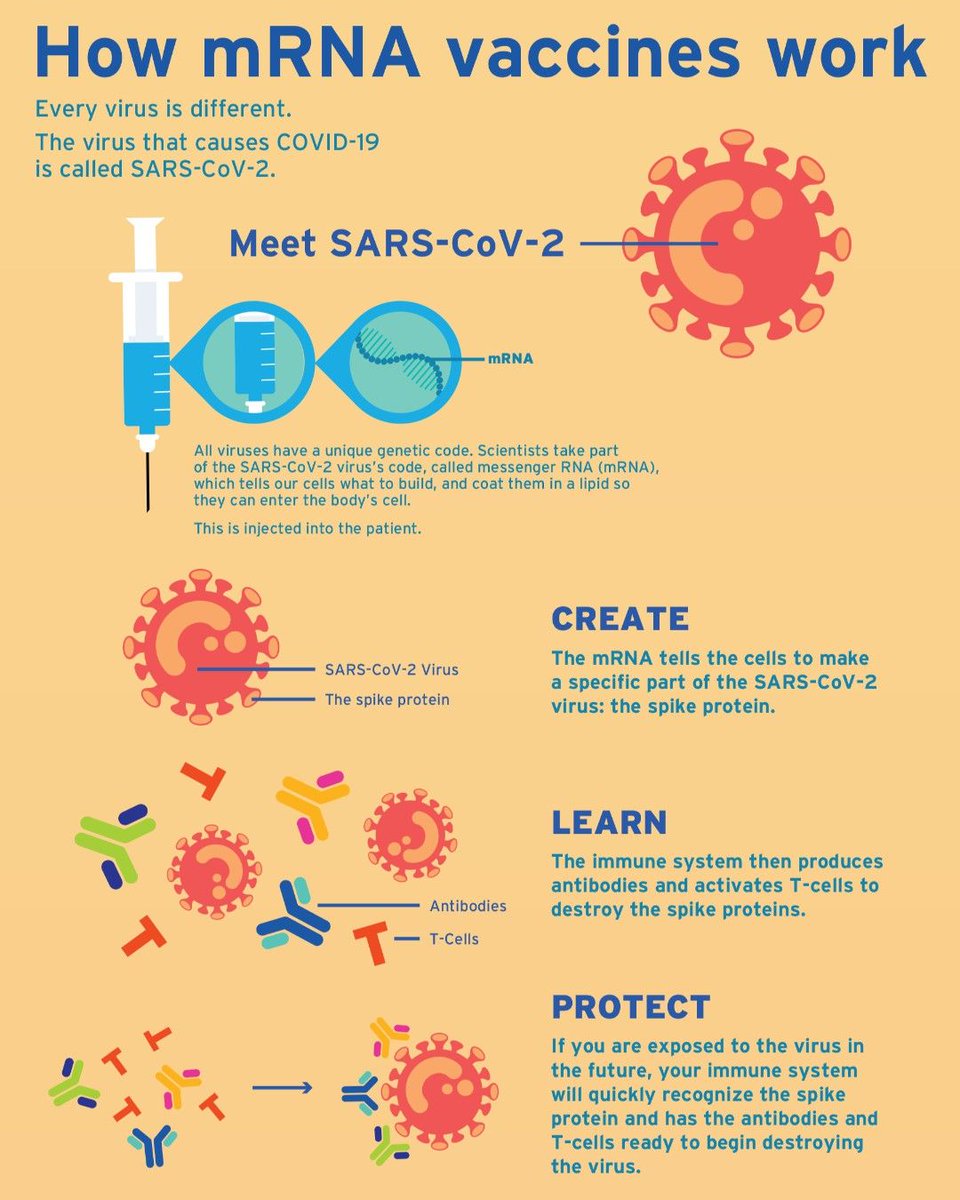 How mRNA vaccines work
Every virus is different.
The virus that causes COVID-19
is called SARS-CoV-2.
Meet SARS-CoV-2
mRNA
All viruses have a unique genetic code. Scientists take part
of the SARS-CoV-2 virus's code, called messenger RNA (mRNA),
which tells our cells what to build, and coat them in a lipid so
they can enter the body's cell.
This is injected into the patient.
SARS-CoV-2 Virus
The spike protein
CREATE
The mRNA tells the cells to make
a specific part of the SARS-CoV-2
virus: the spike protein.
Antibodies
T-Cells
LEARN
The immune system then produces
antibodies and activates T-cells to
destroy the spike proteins.
PROTECT
If you are exposed to the virus in
the future, your immune system
will quickly recognize the spike
protein and has the antibodies and
T-cells ready to begin destroying
the virus.